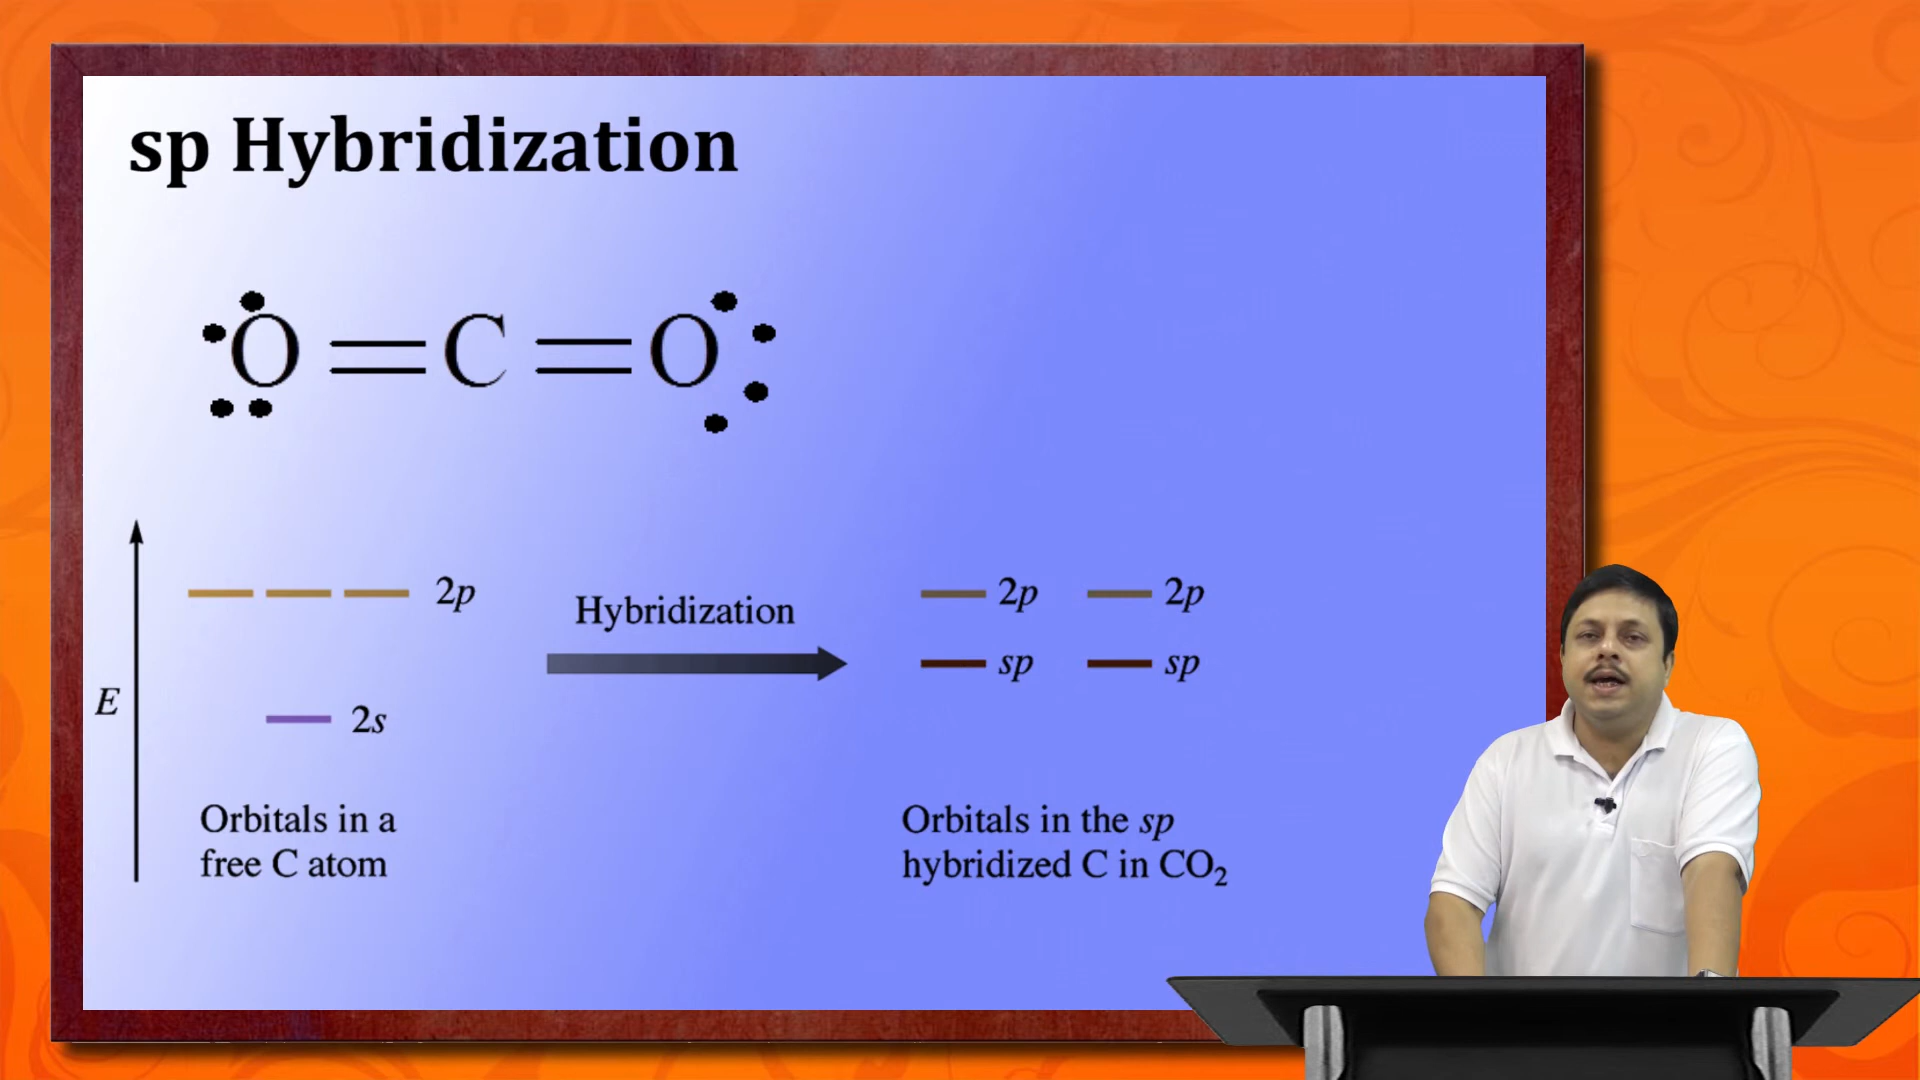 sp Hybridization
O = C = O
2p
Hybridization
2p 2p
sp sp
E
2s
Orbitals in a
free C atom
Orbitals in the sp
hybridized C in CO₂